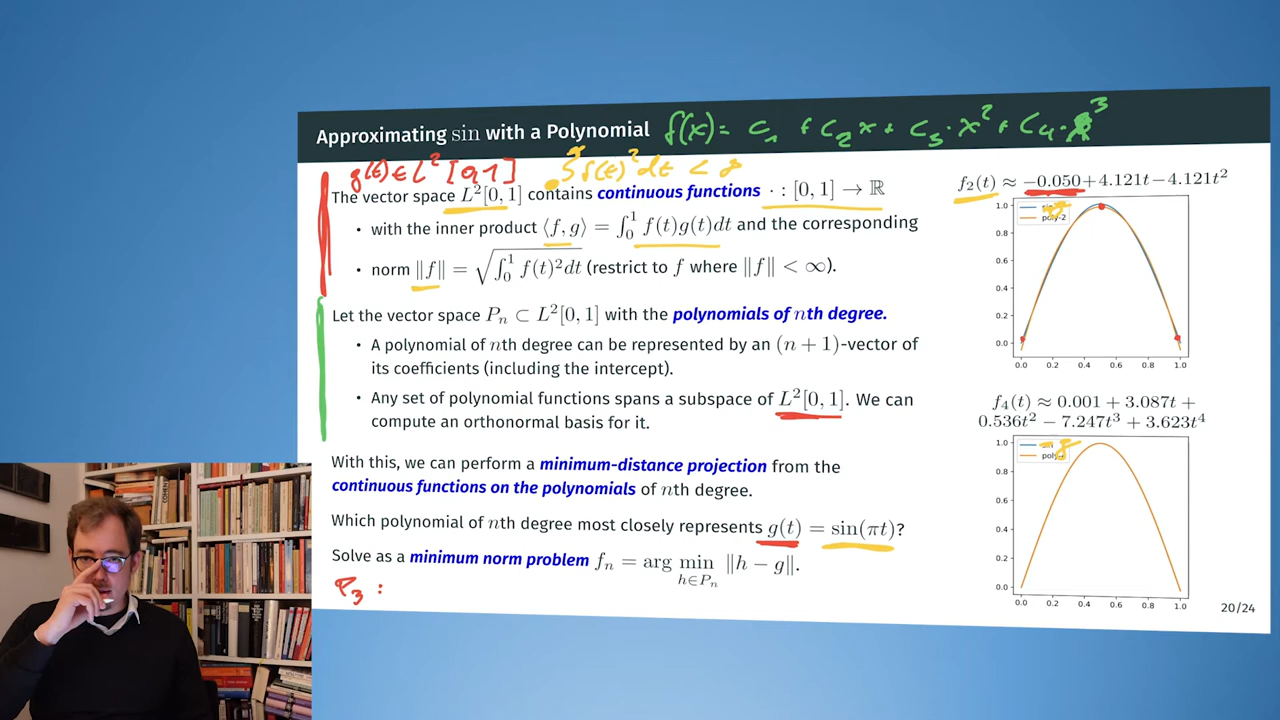 Approximating sin with a Polynomial f(x) = c₁ + c₂ x + c₃ · x² + c₄ · x³
g(t) ∈ L² [0,1] ∫ f(t)² dt < ∞
The vector space L²[0, 1] contains continuous functions · : [0, 1] → ℝ
• with the inner product ⟨f, g⟩ = ∫₀¹ f(t)g(t)dt and the corresponding
• norm ‖f‖ = √∫₀¹ f(t)²dt (restrict to f where ‖f‖ < ∞).
Let the vector space Pₙ ⊂ L²[0, 1] with the polynomials of nth degree.
• A polynomial of nth degree can be represented by an (n + 1)-vector of
its coefficients (including the intercept).
• Any set of polynomial functions spans a subspace of L²[0, 1]. We can
compute an orthonormal basis for it.
With this, we can perform a minimum-distance projection from the
continuous functions on the polynomials of nth degree.
Which polynomial of nth degree most closely represents g(t) = sin(πt)?
Solve as a minimum norm problem fₙ = arg min ‖h − g‖.
h∈Pₙ
P₃ :
f₂(t) ≈ −0.050+4.121t−4.121t²
1.0
poly-2
0.8
0.6
0.4
0.2
0.0
0.0 0.2 0.4 0.6 0.8 1.0
f₄(t) ≈ 0.001 + 3.087t +
0.536t² − 7.247t³ + 3.623t⁴
1.0
0.8
0.6
0.4
0.2
0.0
0.0 0.2 0.4 0.6 0.8 1.0
20/24